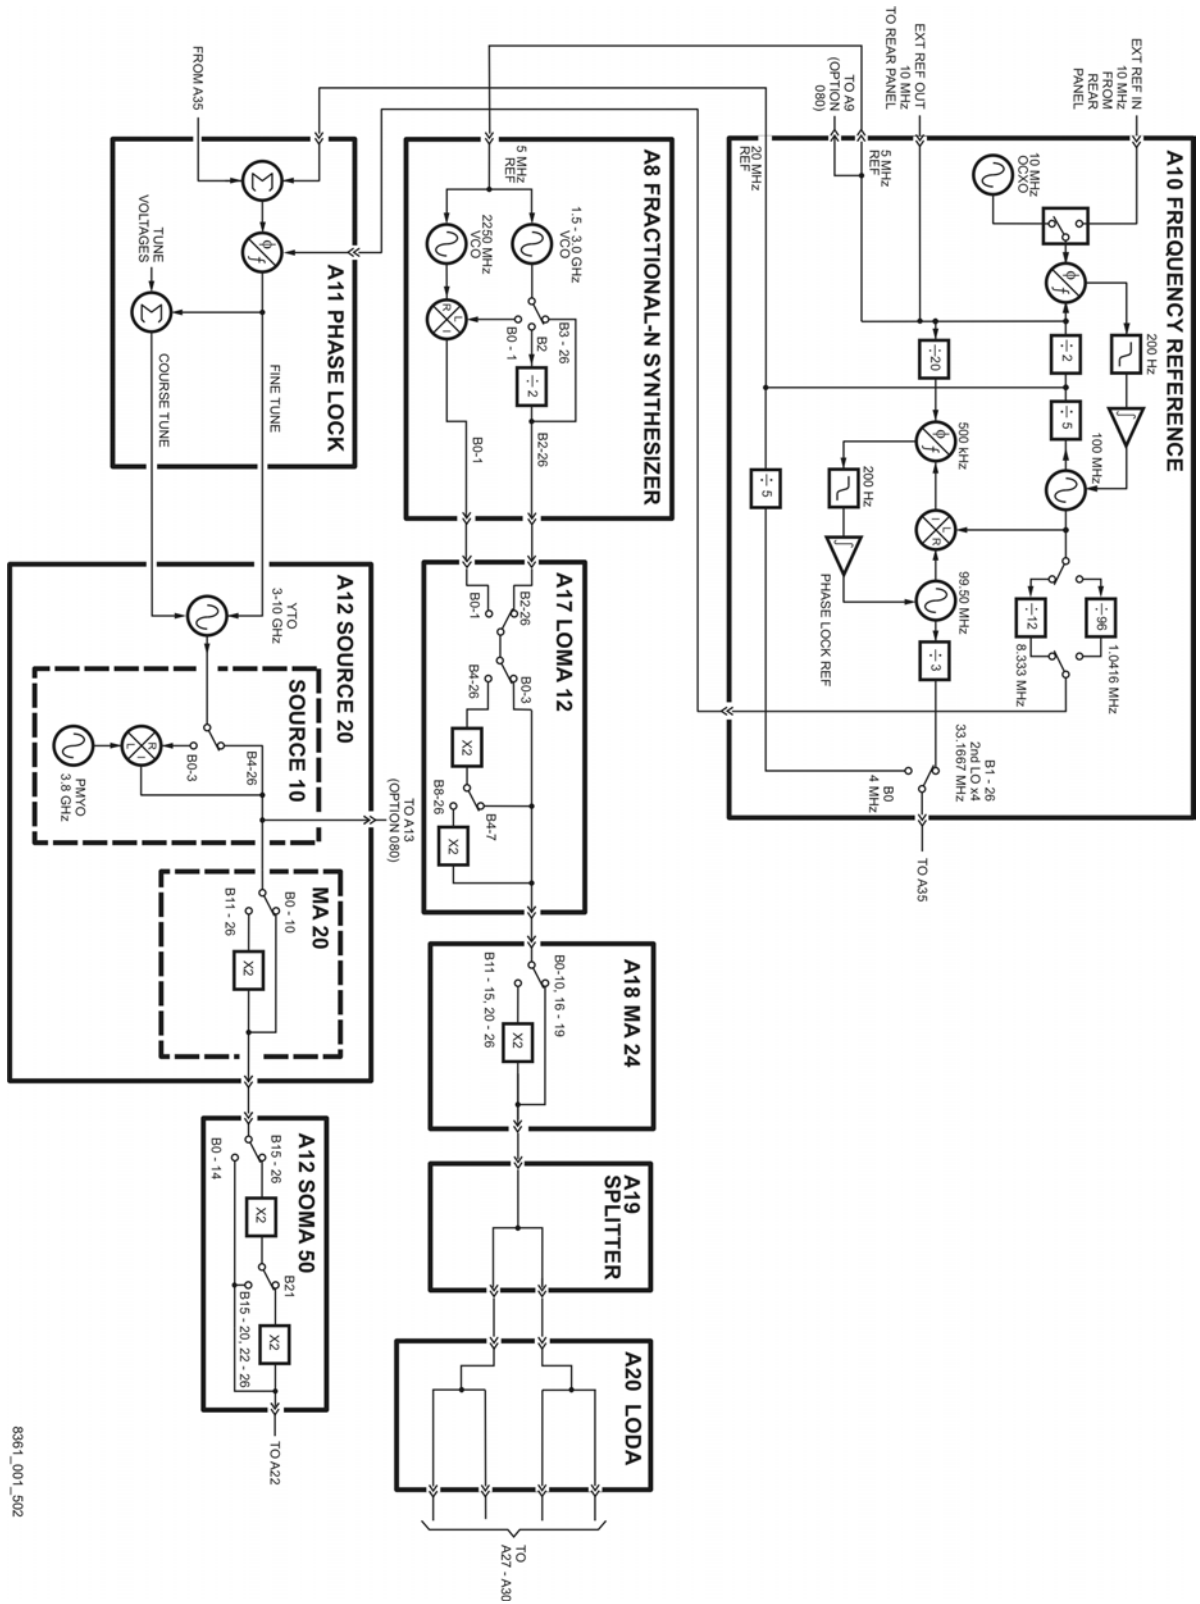 A10 FREQUENCY REFERENCE
EXT REF IN
10 MHz
FROM
REAR
PANEL
EXT REF OUT
10 MHz
TO REAR PANEL
TO A9
(OPTION
080)
5 MHz
REF
20 MHz
REF
10 MHz
OCXO
ϕ
f
200 Hz
∫
÷2
÷5
100 MHz
÷96
1.0416 MHz
÷12
8.333 MHz
÷20
ϕ
f
500 kHz
200 Hz
∫
PHASE LOCK REF
L
R
I
99.50 MHz
÷3
÷5
B1 - 26
2nd LO x4
33.1667 MHz
B0
4 MHz
TO A35
A8 FRACTIONAL-N SYNTHESIZER
5 MHz
REF
1.5 - 3.0 GHz
VCO
2250 MHz
VCO
L
R
I
B3 - 26
B2
B0 - 1
÷2
B2-26
B0-1
A17 LOMA 12
B2-26
B0-1
B0-3
B4-26
X2
B4-7
B8-26
X2
A18 MA 24
B0-10, 16 - 19
B11 - 15, 20 - 26
X2
A19
SPLITTER
A20 LODA
TO
A27 - A30
A11 PHASE LOCK
FROM A35
Σ
ϕ
f
TUNE
VOLTAGES
Σ
FINE TUNE
COURSE TUNE
A12 SOURCE 20
YTO
3-10 GHz
SOURCE 10
B4-26
B0-3
R
L
I
PMYO
3.8 GHz
TO A13
(OPTION 080)
MA 20
B0 - 10
B11 - 26
X2
A12 SOMA 50
B15 - 26
B0 - 14
X2
B21
B15 - 20, 22 - 26
X2
TO A22
8361_001_502